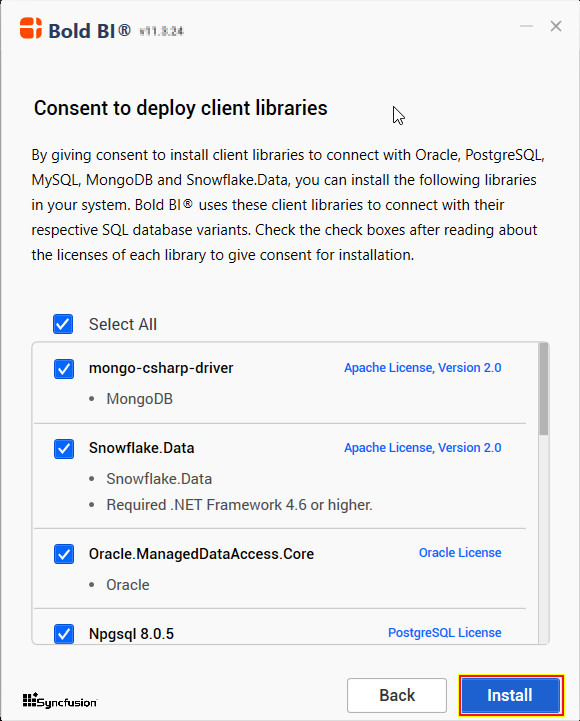 Bold BI® v11.3.24
Consent to deploy client libraries
By giving consent to install client libraries to connect with Oracle, PostgreSQL,
MySQL, MongoDB and Snowflake.Data, you can install the following libraries
in your system. Bold BI® uses these client libraries to connect with their
respective SQL database variants. Check the check boxes after reading about
the licenses of each library to give consent for installation.
Select All
mongo-csharp-driver Apache License, Version 2.0
• MongoDB
Snowflake.Data Apache License, Version 2.0
• Snowflake.Data
• Required .NET Framework 4.6 or higher.
Oracle.ManagedDataAccess.Core Oracle License
• Oracle
Npgsql 8.0.5 PostgreSQL License
Syncfusion Back Install